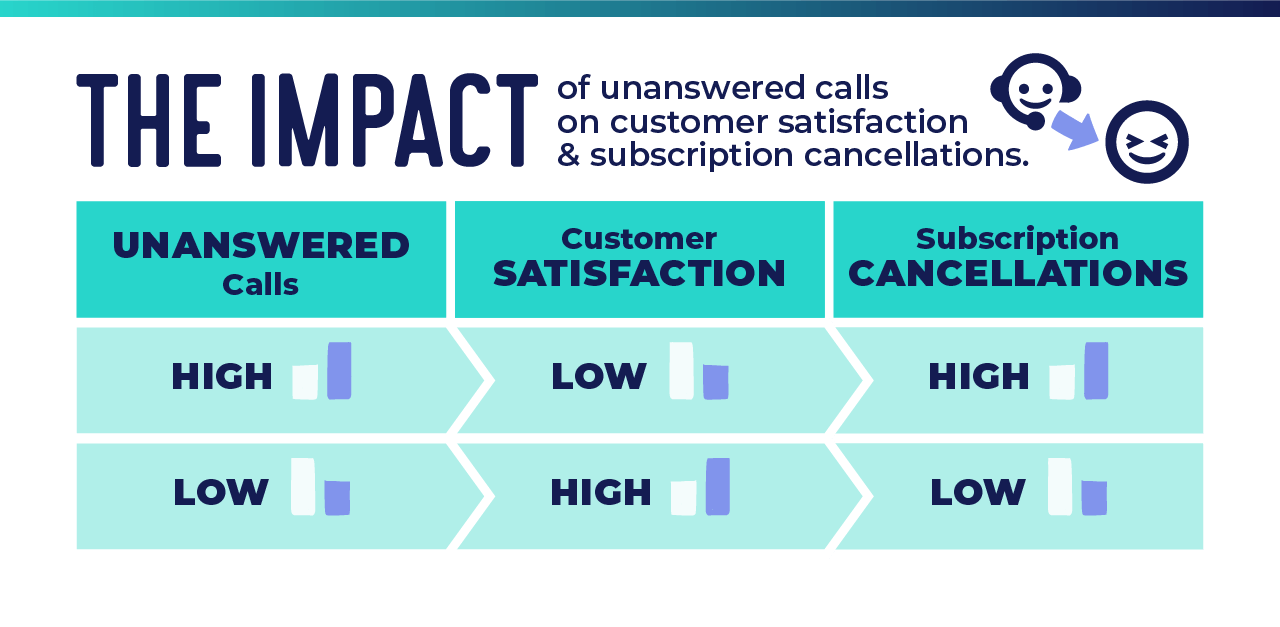 THE IMPACT
of unanswered calls
on customer satisfaction
& subscription cancellations.
UNANSWERED
Calls
Customer
SATISFACTION
Subscription
CANCELLATIONS
HIGH
LOW
HIGH
LOW
HIGH
LOW